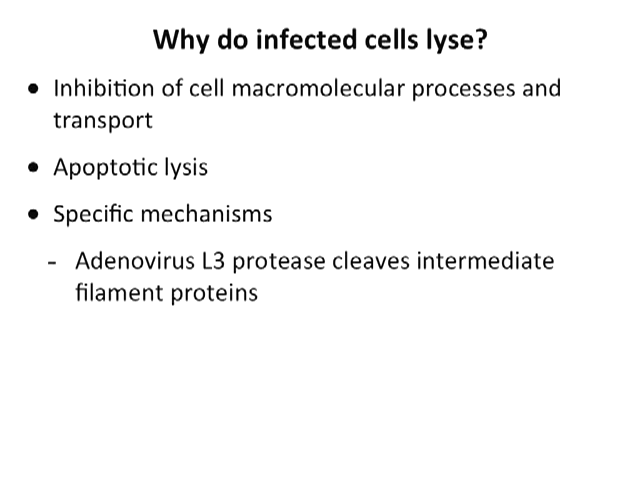 Why do infected cells lyse?
● Inhibition of cell macromolecular processes and
transport
● Apoptotic lysis
● Specific mechanisms
- Adenovirus L3 protease cleaves intermediate
filament proteins